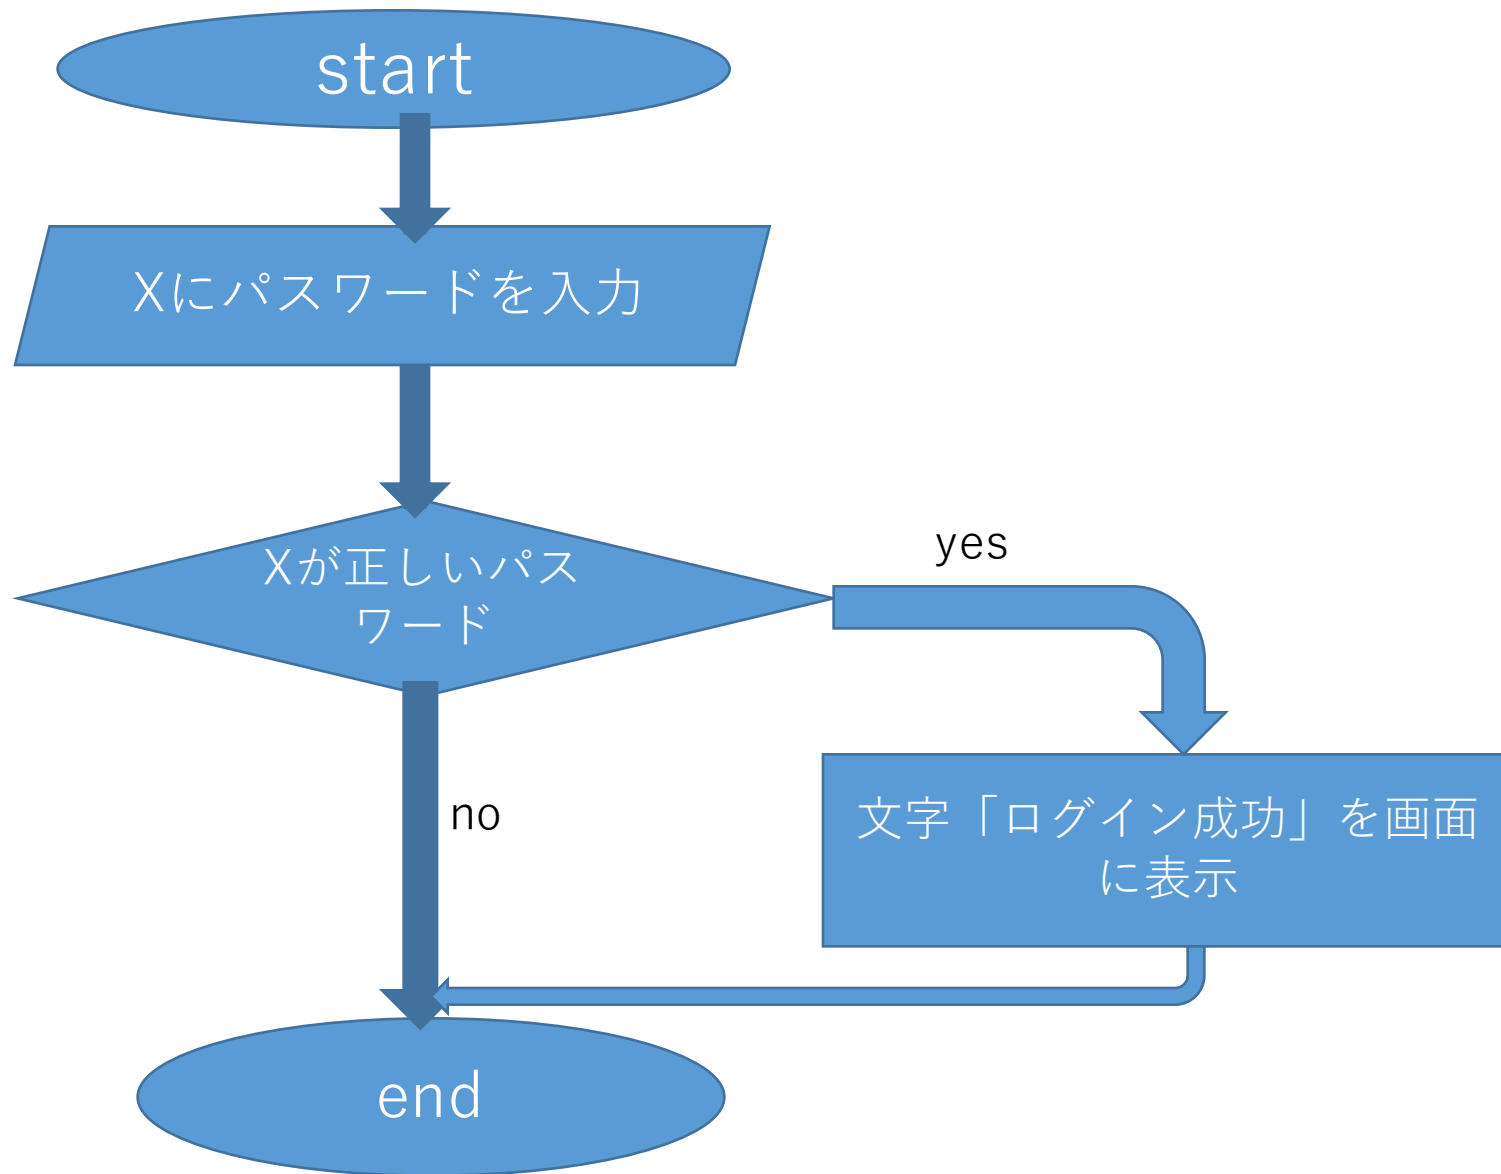 start
Xにパスワードを入力
Xが正しいパス
ワード
yes
no
文字「ログイン成功」を画面
に表示
end